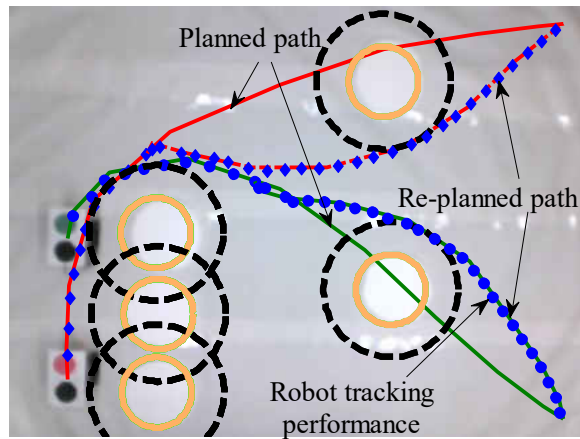 Planned path
Re-planned path
Robot tracking
performance